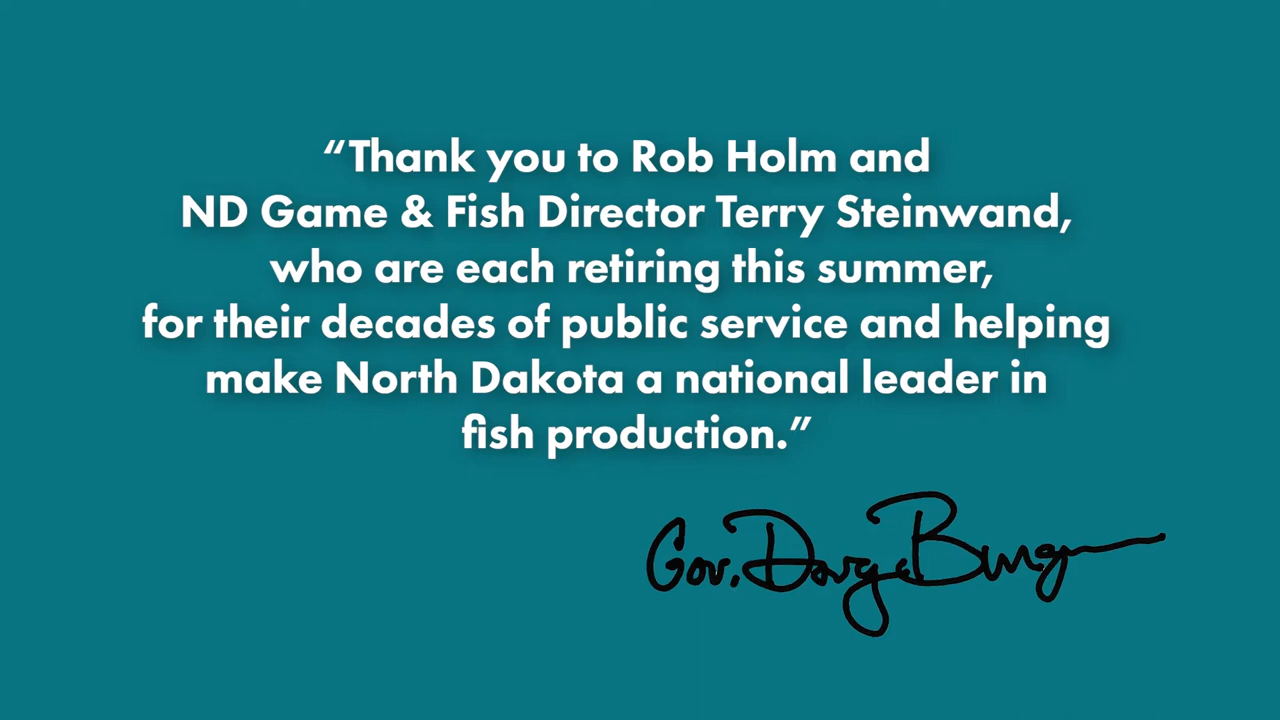 “Thank you to Rob Holm and
ND Game & Fish Director Terry Steinwand,
who are each retiring this summer,
for their decades of public service and helping
make North Dakota a national leader in
fish production.”
Gov. Doug Burgum